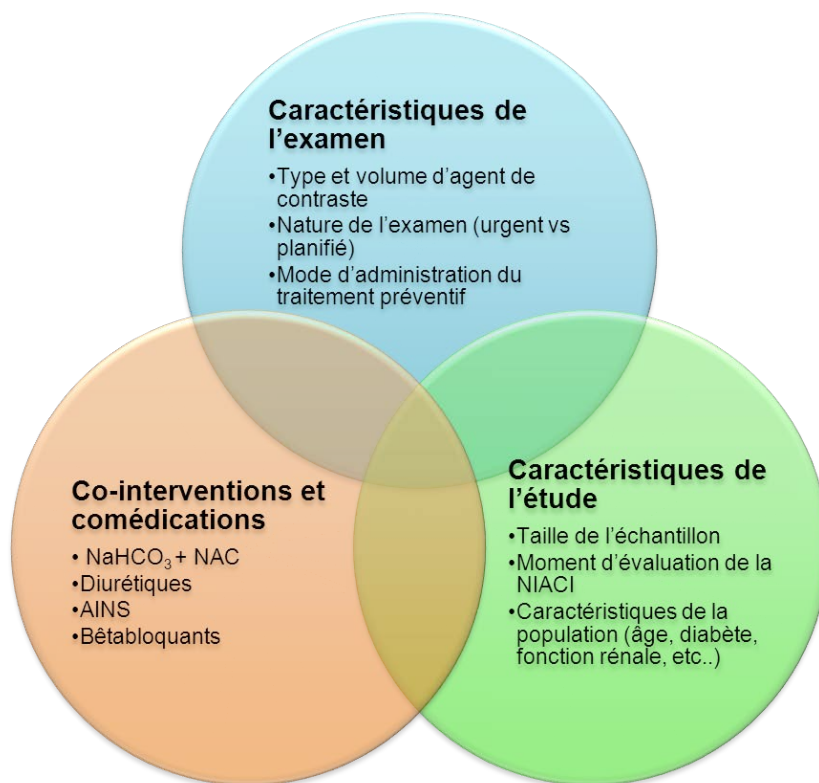 Caractéristiques de
l'examen
•Type et volume d'agent de
contraste
•Nature de l'examen (urgent vs
planifié)
•Mode d'administration du
traitement préventif
Co-interventions et
comédications
• NaHCO₃ + NAC
•Diurétiques
•AINS
•Bêtabloquants
Caractéristiques de
l'étude
•Taille de l'échantillon
•Moment d'évaluation de la
NIACI
•Caractéristiques de la
population (âge, diabète,
fonction rénale, etc..)